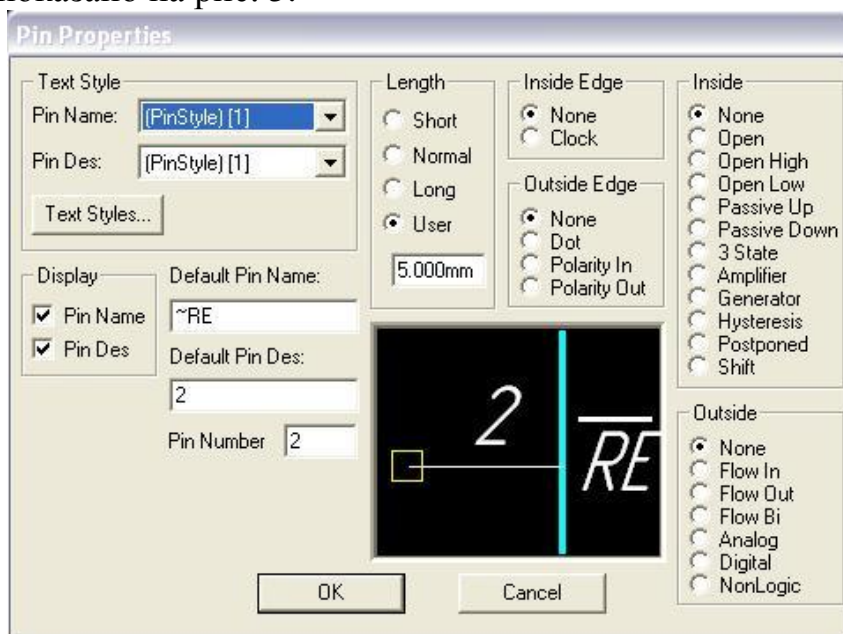 Pin Properties
Text Style
Pin Name: (PinStyle) [1]
Pin Des: (PinStyle) [1]
Text Styles...
Display
Pin Name
Pin Des
Default Pin Name:
~RE
Default Pin Des:
2
Pin Number 2
Length
Short
Normal
Long
User
5.000mm
Inside Edge
None
Clock
Outside Edge
None
Dot
Polarity In
Polarity Out
Inside
None
Open
Open High
Open Low
Passive Up
Passive Down
3 State
Amplifier
Generator
Hysteresis
Postponed
Shift
Outside
None
Flow In
Flow Out
Flow Bi
Analog
Digital
NonLogic
2
RE
OK
Cancel